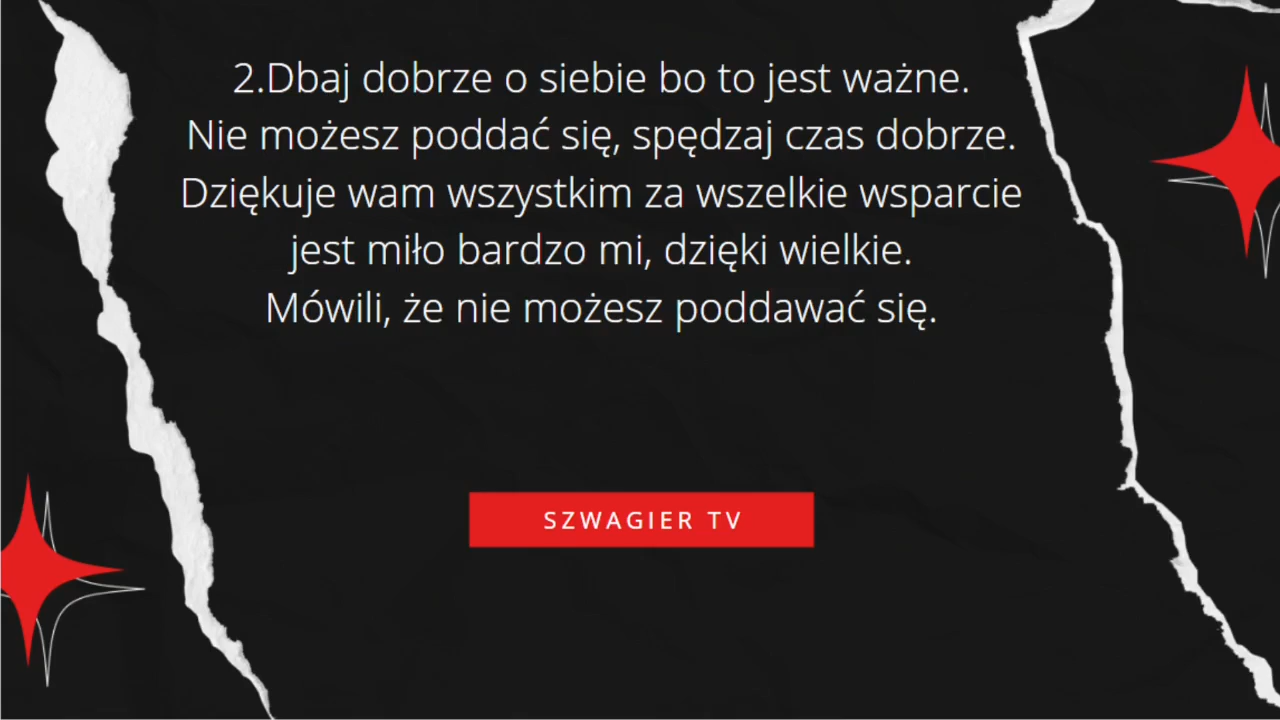 2.Dbaj dobrze o siebie bo to jest ważne.
Nie możesz poddać się, spędzaj czas dobrze.
Dziękuje wam wszystkim za wszelkie wsparcie
jest miło bardzo mi, dzięki wielkie.
Mówili, że nie możesz poddawać się.
SZWAGIER TV